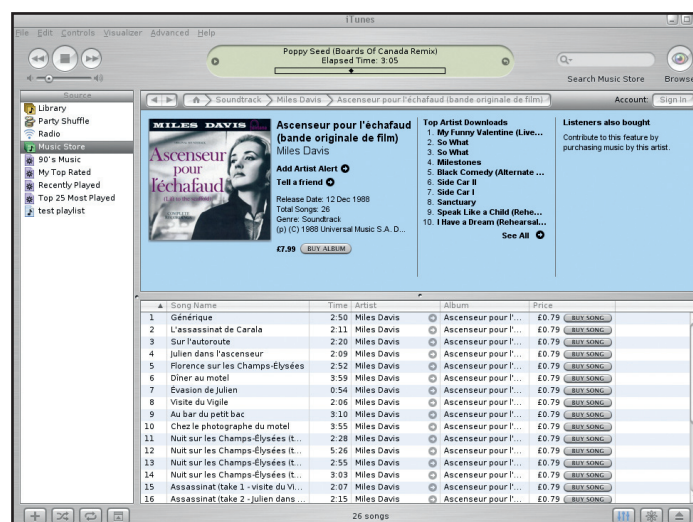 iTunes
File Edit Controls Visualizer Advanced Help
Poppy Seed (Boards Of Canada Remix)
Elapsed Time: 3:05
Search Music Store
Browse
Source
Library
Party Shuffle
Radio
Music Store
90's Music
My Top Rated
Recently Played
Top 25 Most Played
test playlist
Soundtrack Miles Davis Ascenseur pour l'échafaud (bande originale de film) Account: Sign In
MILES DAVIS
Ascenseur
pour
l'échafaud
Ascenseur pour l'échafaud
(bande originale de film)
Miles Davis
Add Artist Alert
Tell a friend
Release Date: 12 Dec 1988
Total Songs: 26
Genre: Soundtrack
(p) (C) 1988 Universal Music S.A. D...
£7.99 BUY ALBUM
Top Artist Downloads
1. My Funny Valentine (Live...
2. So What
3. So What
4. Milestones
5. Black Comedy (Alternate ...
6. Side Car II
7. Side Car I
8. Sanctuary
9. Speak Like a Child (Rehe...
10. I Have a Dream (Rehearsal...
See All
Listeners also bought
Contribute to this feature by
purchasing music by this artist.
Song Name Time Artist Album Price
1 Générique 2:50 Miles Davis Ascenseur pour l'... £0.79 BUY SONG
2 L'assassinat de Carala 2:11 Miles Davis Ascenseur pour l'... £0.79 BUY SONG
3 Sur l'autoroute 2:20 Miles Davis Ascenseur pour l'... £0.79 BUY SONG
4 Julien dans l'ascenseur 2:09 Miles Davis Ascenseur pour l'... £0.79 BUY SONG
5 Florence sur les Champs-Élysées 2:52 Miles Davis Ascenseur pour l'... £0.79 BUY SONG
6 Dîner au motel 3:59 Miles Davis Ascenseur pour l'... £0.79 BUY SONG
7 Évasion de Julien 0:54 Miles Davis Ascenseur pour l'... £0.79 BUY SONG
8 Visite du Vigile 2:06 Miles Davis Ascenseur pour l'... £0.79 BUY SONG
9 Au bar du petit bac 3:10 Miles Davis Ascenseur pour l'... £0.79 BUY SONG
10 Chez le photographe du motel 3:55 Miles Davis Ascenseur pour l'... £0.79 BUY SONG
11 Nuit sur les Champs-Élysées (t... 2:28 Miles Davis Ascenseur pour l'... £0.79 BUY SONG
12 Nuit sur les Champs-Élysées (t... 5:26 Miles Davis Ascenseur pour l'... £0.79 BUY SONG
13 Nuit sur les Champs-Élysées (t... 2:55 Miles Davis Ascenseur pour l'... £0.79 BUY SONG
14 Nuit sur les Champs-Élysées (t... 3:03 Miles Davis Ascenseur pour l'... £0.79 BUY SONG
15 Assassinat (take 1 - visite du Vi... 2:07 Miles Davis Ascenseur pour l'... £0.79 BUY SONG
16 Assassinat (take 2 - Julien dans ... 2:15 Miles Davis Ascenseur pour l'... £0.79 BUY SONG
26 songs